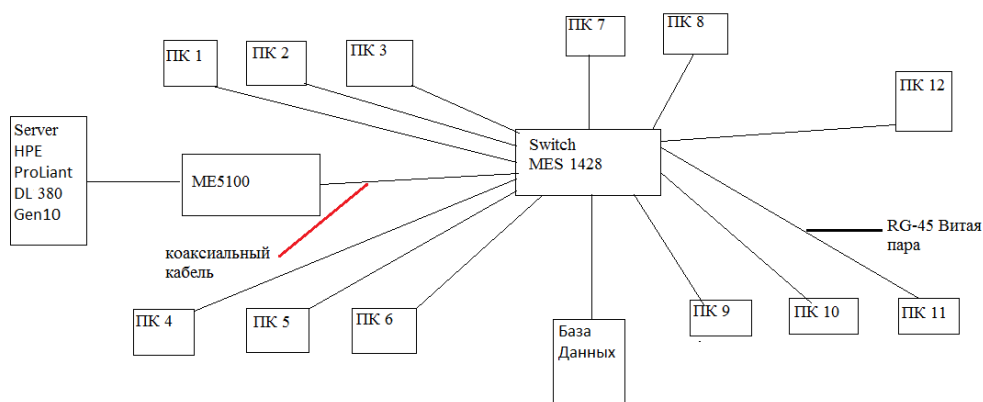 ПК 1
ПК 2
ПК 3
ПК 7
ПК 8
ПК 12
Server
HPE
ProLiant
DL 380
Gen10
ME5100
Switch
MES 1428
коаксиальный
кабель
RG-45 Витая
пара
ПК 4
ПК 5
ПК 6
База
Данных
ПК 9
ПК 10
ПК 11